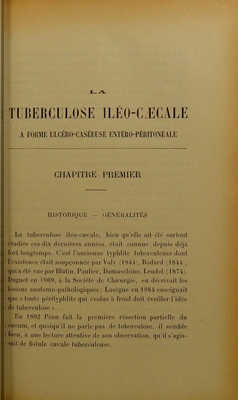 LA
TUBERCULOSE ILÉO-CÆCALE
A FORME ULCÉRO-CASÉEUSE ENTÉRO-PÉRITONÉALE
CHAPITRE PREMIER
HISTORIQUE — GÉNÉRALITÉS
La tuberculose iléo-cæcale, bien qu'elle ait été surtout
étudiée ces dix dernières années, était connue depuis déjà
fort longtemps. C'est l'ancienne typhlite tuberculeuse dont
l'existence était soupçonnée par Valy (1844), Bodard (1844),
qui a été vue par Blatin, Paulier, Damaschino, Leudet (1874).
Duguet en 1869, à la Société de Chirurgie, en décrivait les
lésions anatomo-pathologiques; Lasègue en 1884 enseignait
que « toute pérityphlite qui évolue à froid doit éveiller l'idée
de tuberculose ».
En 1892 Péan fait la première résection partielle du
cæcum, et quoiqu'il ne parle pas de tuberculose, il semble
bien, à une lecture attentive de son observation, qu'il s'agis-
sait de fistule cæcale tuberculeuse.